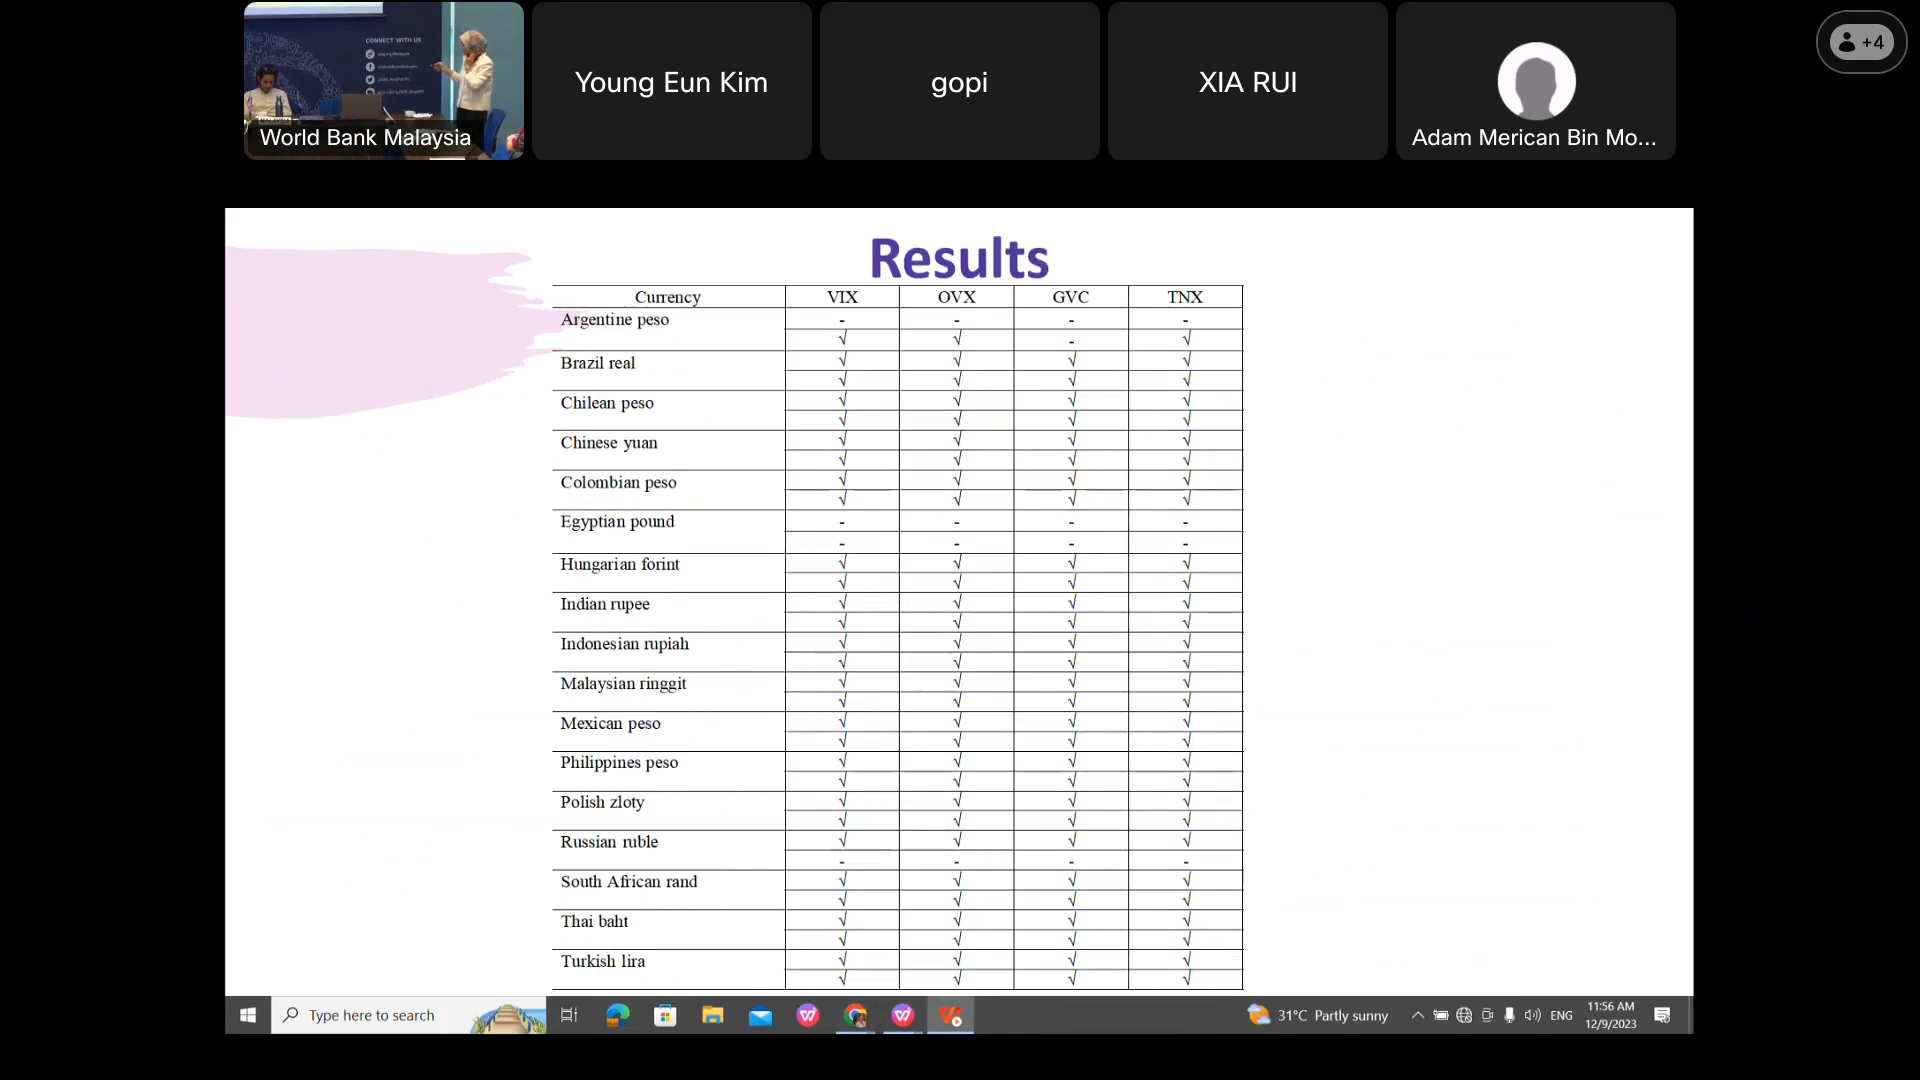 CONNECT WITH US
World Bank Malaysia
Young Eun Kim
gopi
XIA RUI
Adam Merican Bin Mo...
+4
Results
Currency VIX OVX GVC TNX
Argentine peso - - - -
√ √ - √
Brazil real √ √ √ √
√ √ √ √
Chilean peso √ √ √ √
√ √ √ √
Chinese yuan √ √ √ √
√ √ √ √
Colombian peso √ √ √ √
√ √ √ √
Egyptian pound - - - -
- - - -
Hungarian forint √ √ √ √
√ √ √ √
Indian rupee √ √ √ √
√ √ √ √
Indonesian rupiah √ √ √ √
√ √ √ √
Malaysian ringgit √ √ √ √
√ √ √ √
Mexican peso √ √ √ √
√ √ √ √
Philippines peso √ √ √ √
√ √ √ √
Polish zloty √ √ √ √
√ √ √ √
Russian ruble √ √ √ √
- - - -
South African rand √ √ √ √
√ √ √ √
Thai baht √ √ √ √
√ √ √ √
Turkish lira √ √ √ √
√ √ √ √
Type here to search
31°C Partly sunny
ENG
11:56 AM
12/9/2023